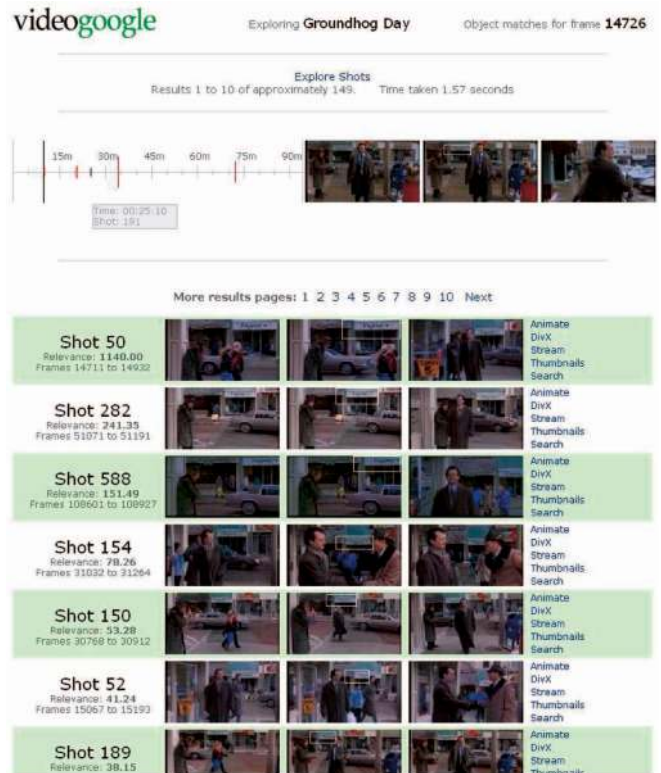 videogoogle
Exploring Groundhog Day
Object matches for frame 14726
Explore Shots
Results 1 to 10 of approximately 149. Time taken 1.57 seconds
15m 30m 45m 60m 75m 90m
Time: 00:25:10
Shot: 191
More results pages: 1 2 3 4 5 6 7 8 9 10 Next
Shot 50
Relevance: 1140.00
Frames 14711 to 14932
Animate
DivX
Stream
Thumbnails
Search
Shot 282
Relevance: 241.35
Frames 51071 to 51191
Animate
DivX
Stream
Thumbnails
Search
Shot 588
Relevance: 151.49
Frames 108601 to 108927
Animate
DivX
Stream
Thumbnails
Search
Shot 154
Relevance: 78.26
Frames 31032 to 31264
Animate
DivX
Stream
Thumbnails
Search
Shot 150
Relevance: 53.28
Frames 30768 to 30912
Animate
DivX
Stream
Thumbnails
Search
Shot 52
Relevance: 41.24
Frames 15067 to 15193
Animate
DivX
Stream
Thumbnails
Search
Shot 189
Relevance: 38.15
Animate
DivX
Stream
Thumbnails